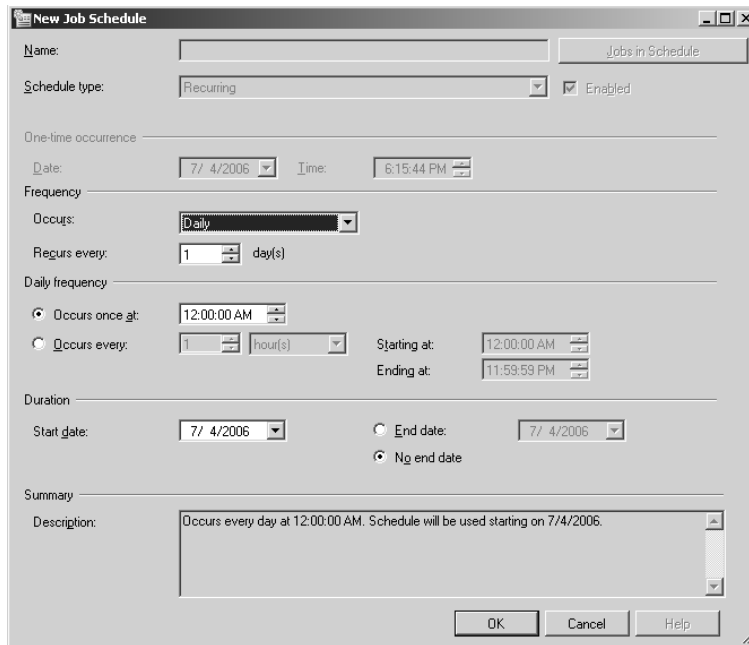 New Job Schedule
Name:
Jobs in Schedule
Schedule type: Recurring Enabled
One-time occurrence
Date: 7/ 4/2006 Time: 6:15:44 PM
Frequency
Occurs: Daily
Recurs every: 1 day(s)
Daily frequency
Occurs once at: 12:00:00 AM
Occurs every: 1 hour(s) Starting at: 12:00:00 AM
Ending at: 11:59:59 PM
Duration
Start date: 7/ 4/2006 End date: 7/ 4/2006
No end date
Summary
Description: Occurs every day at 12:00:00 AM. Schedule will be used starting on 7/4/2006.
OK Cancel Help